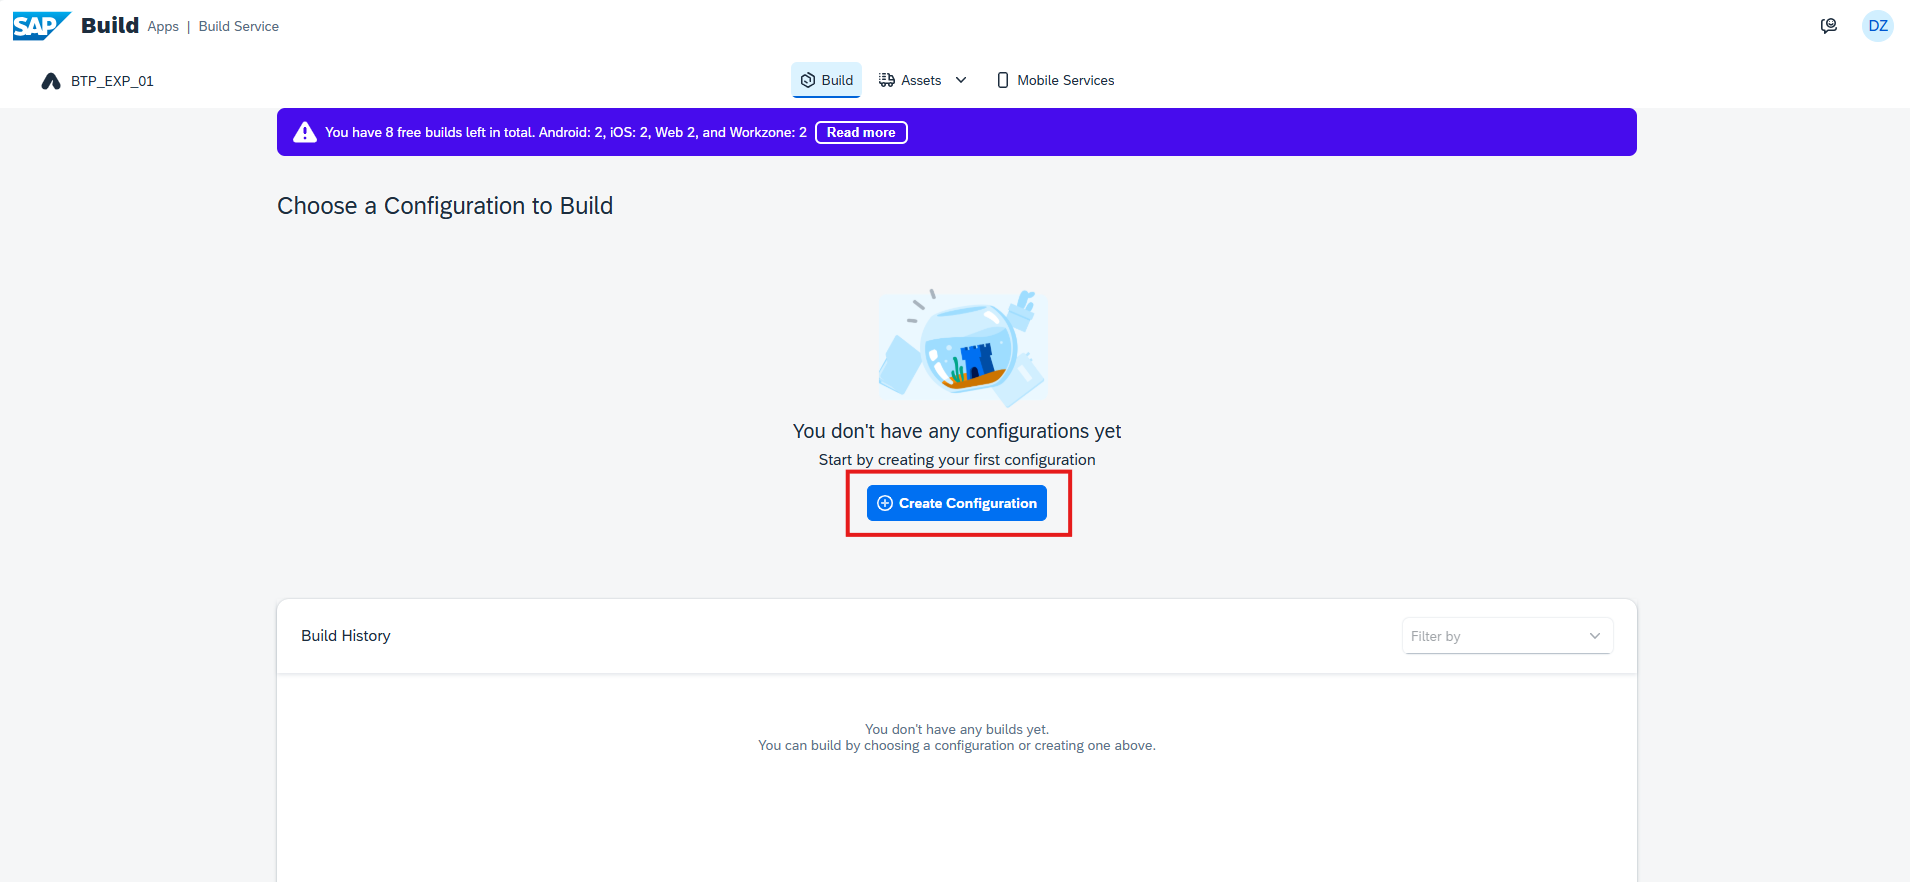 SAP Build Apps | Build Service
DZ
BTP_EXP_01
Build Assets Mobile Services
You have 8 free builds left in total. Android: 2, iOS: 2, Web 2, and Workzone: 2 Read more
Choose a Configuration to Build
You don't have any configurations yet
Start by creating your first configuration
Create Configuration
Build History
Filter by
You don't have any builds yet.
You can build by choosing a configuration or creating one above.